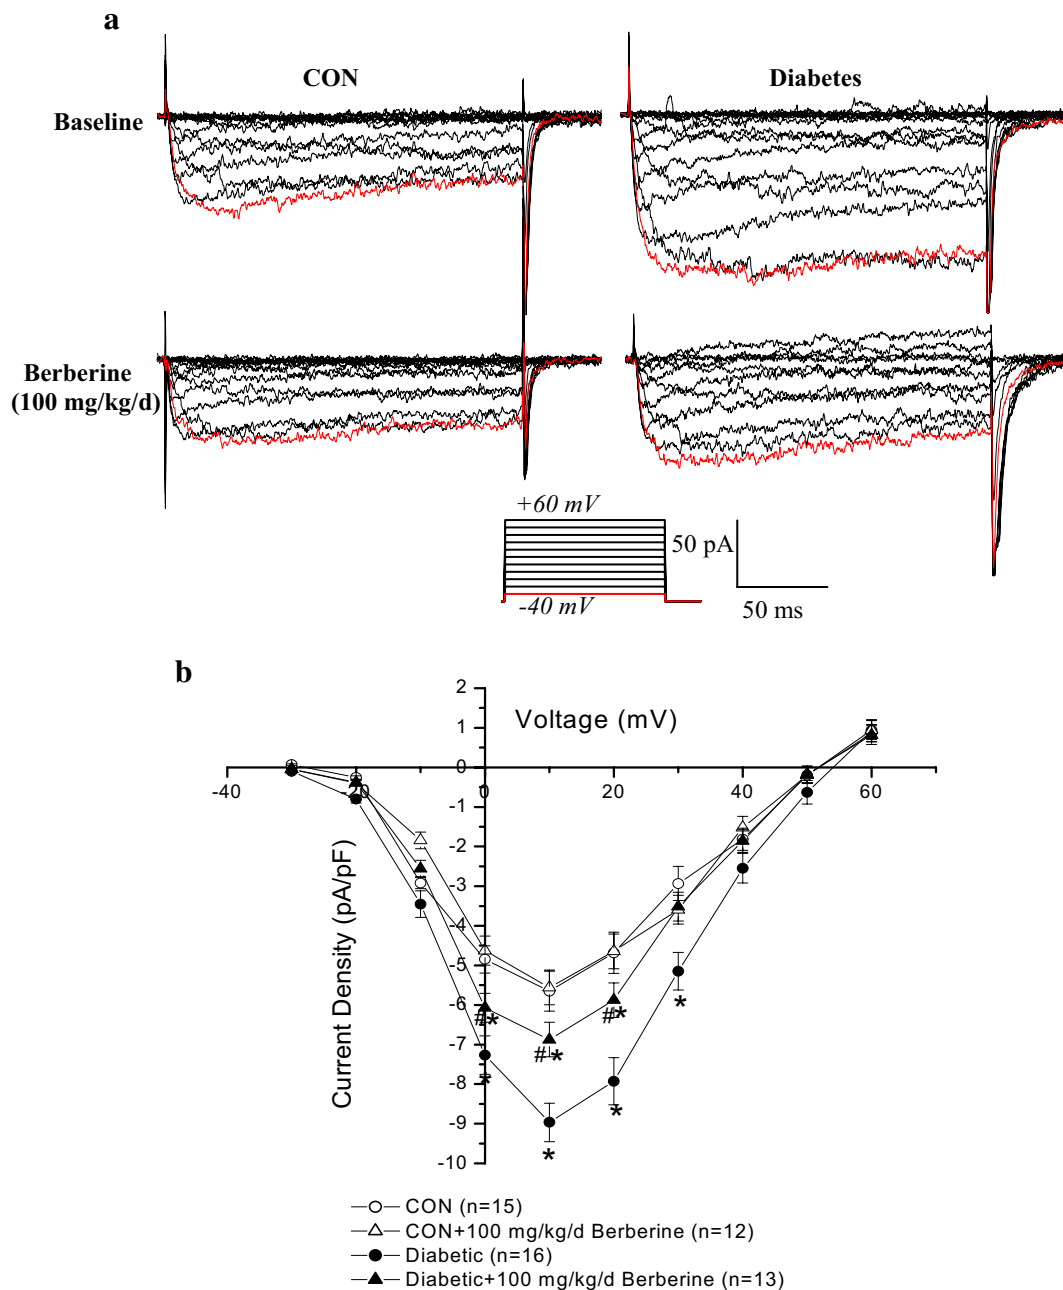 a
CON
Diabetes
Baseline
Berberine
(100 mg/kg/d)
+60 mV
-40 mV
50 pA
50 ms
b
Voltage (mV)
Current Density (pA/pF)
2
1
0
-1
-2
-3
-4
-5
-6
-7
-8
-9
-10
-40
-20
0
20
40
60
#*
#*
#*
*
*
*
*
CON (n=15)
CON+100 mg/kg/d Berberine (n=12)
Diabetic (n=16)
Diabetic+100 mg/kg/d Berberine (n=13)